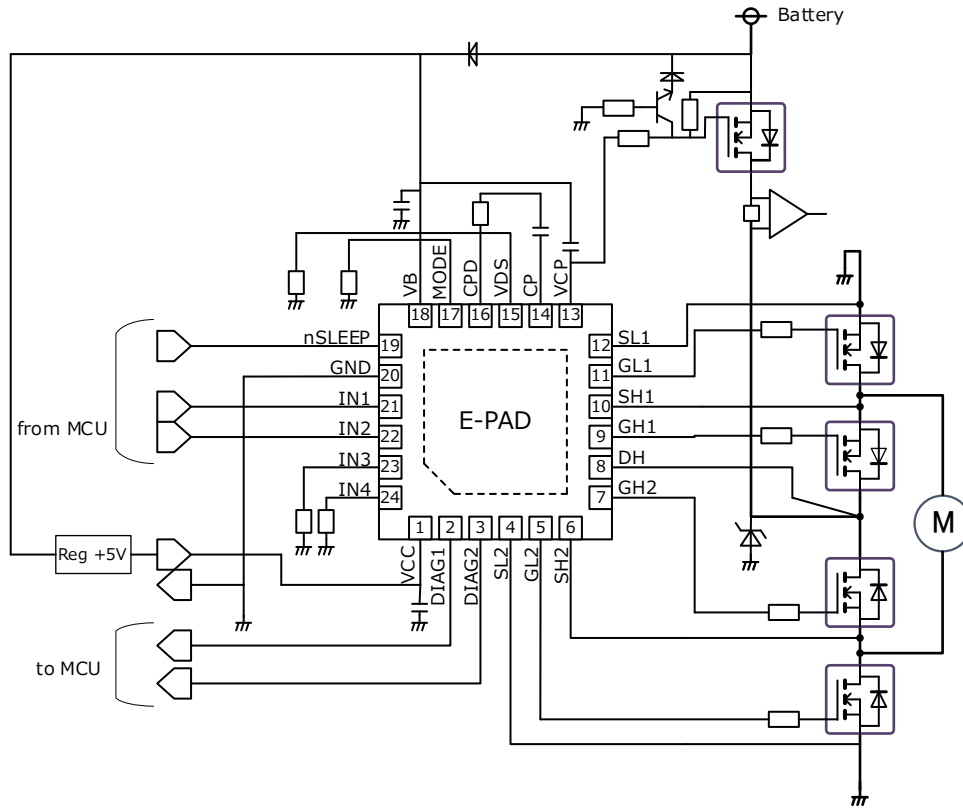 Battery
VB
MODE
CPD
VDS
CP
VCP
18
17
16
15
14
13
nSLEEP
19
12
SL1
GND
20
11
GL1
from MCU
IN1
21
E-PAD
10
SH1
IN2
22
9
GH1
IN3
23
8
DH
IN4
24
7
GH2
M
1
2
3
4
5
6
Reg +5V
VCC
DIAG1
DIAG2
SL2
GL2
SH2
to MCU